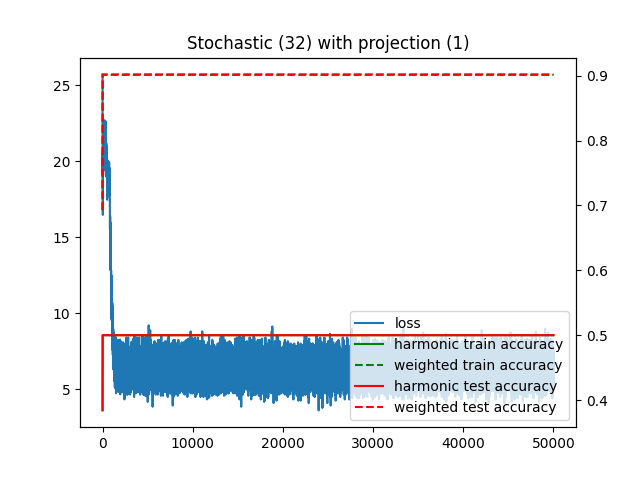 Stochastic (32) with projection (1)
25
20
15
10
5
0.9
0.8
0.7
0.6
0.5
0.4
loss
harmonic train accuracy
weighted train accuracy
harmonic test accuracy
weighted test accuracy
0 10000 20000 30000 40000 50000